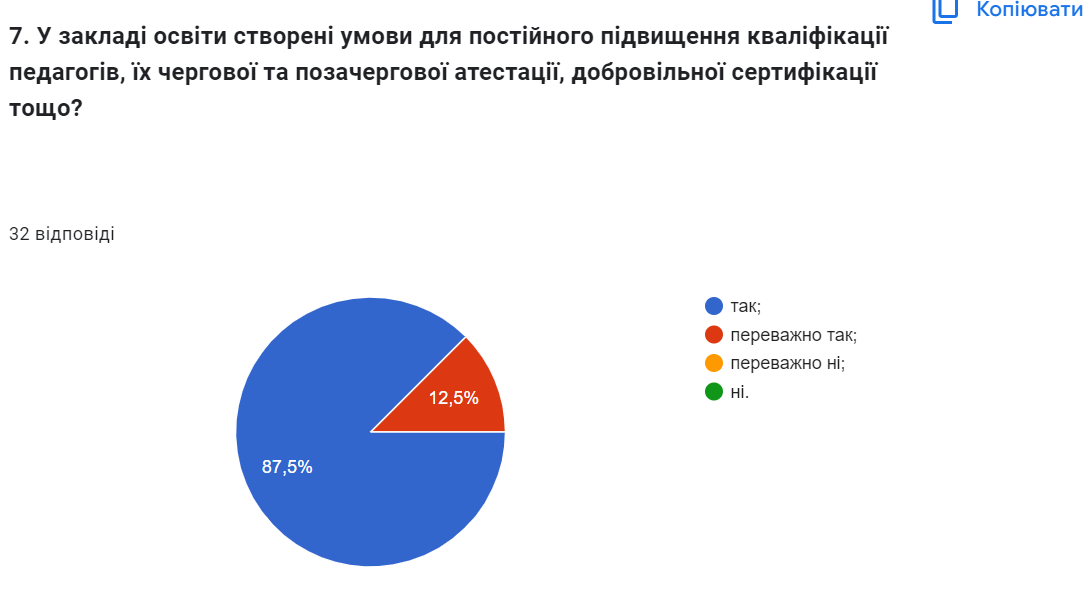 Копіювати
7. У закладі освіти створені умови для постійного підвищення кваліфікації
педагогів, їх чергової та позачергової атестації, добровільної сертифікації
тощо?
32 відповіді
так;
переважно так;
переважно ні;
ні.
12,5%
87,5%